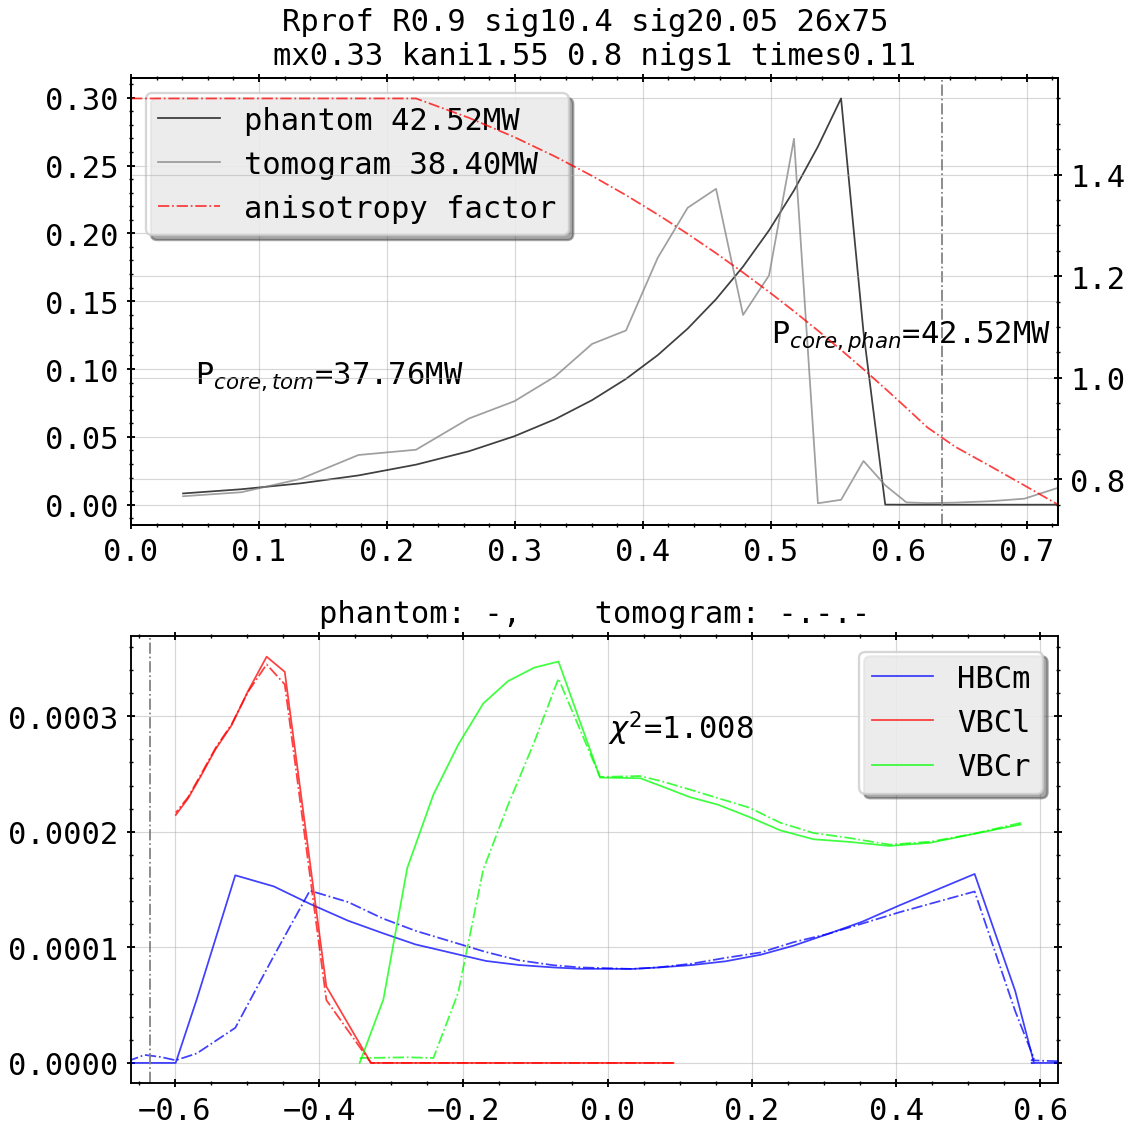 Rprof R0.9 sig10.4 sig20.05 26x75
mx0.33 kani1.55 0.8 nigs1 times0.11
phantom 42.52MW
tomogram 38.40MW
anisotropy factor
P_{core,phan}=42.52MW
P_{core,tom}=37.76MW
0.30
0.25
0.20
0.15
0.10
0.05
0.00
1.4
1.2
1.0
0.8
0.0 0.1 0.2 0.3 0.4 0.5 0.6 0.7
phantom: -, tomogram: -.-.-
HBCm
VBCl
VBCr
χ²=1.008
0.0003
0.0002
0.0001
0.0000
−0.6 −0.4 −0.2 0.0 0.2 0.4 0.6